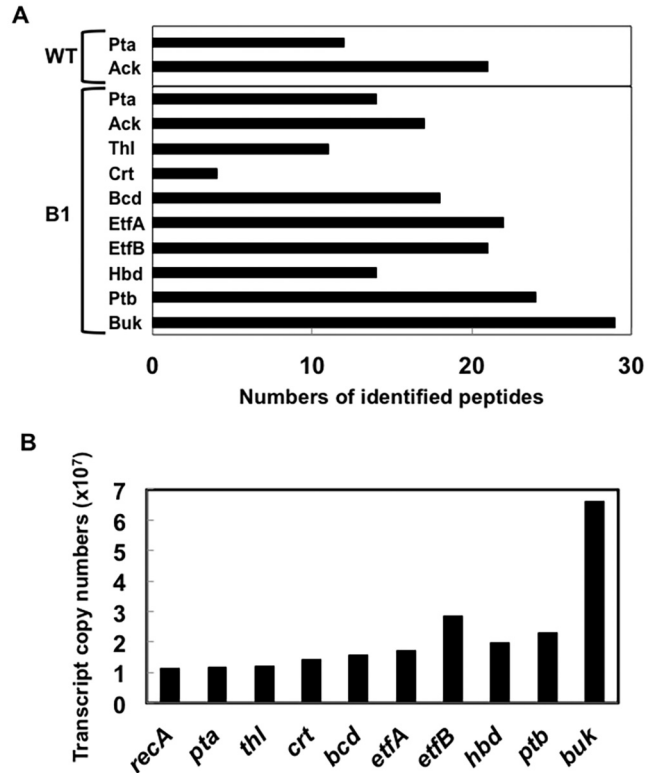 A
WT
Pta
Ack
B1
Pta
Ack
Thl
Crt
Bcd
EtfA
EtfB
Hbd
Ptb
Buk
0 10 20 30
Numbers of identified peptides
B
Transcript copy numbers (x10⁷)
7
6
5
4
3
2
1
0
recA pta thl crt bcd etfA etfB hbd ptb buk